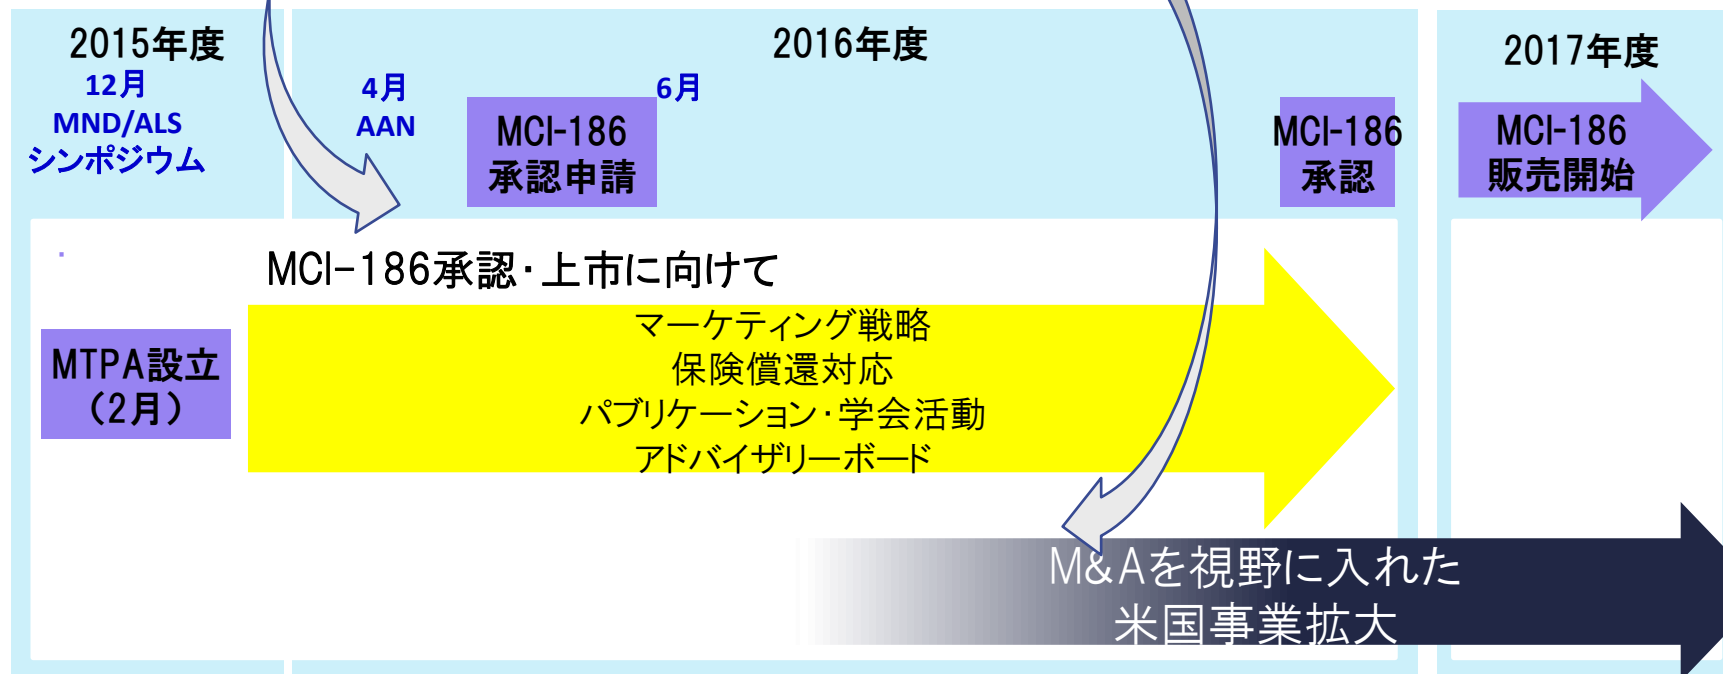 2015年度
12月
MND/ALS
シンポジウム
2016年度
4月
AAN
MCI-186
承認申請
6月
MCI-186
承認
2017年度
MCI-186
販売開始
MCI-186承認・上市に向けて
MTPA設立
（2月）
マーケティング戦略
保険償還対応
パブリケーション・学会活動
アドバイザリーボード
M&Aを視野に入れた
米国事業拡大